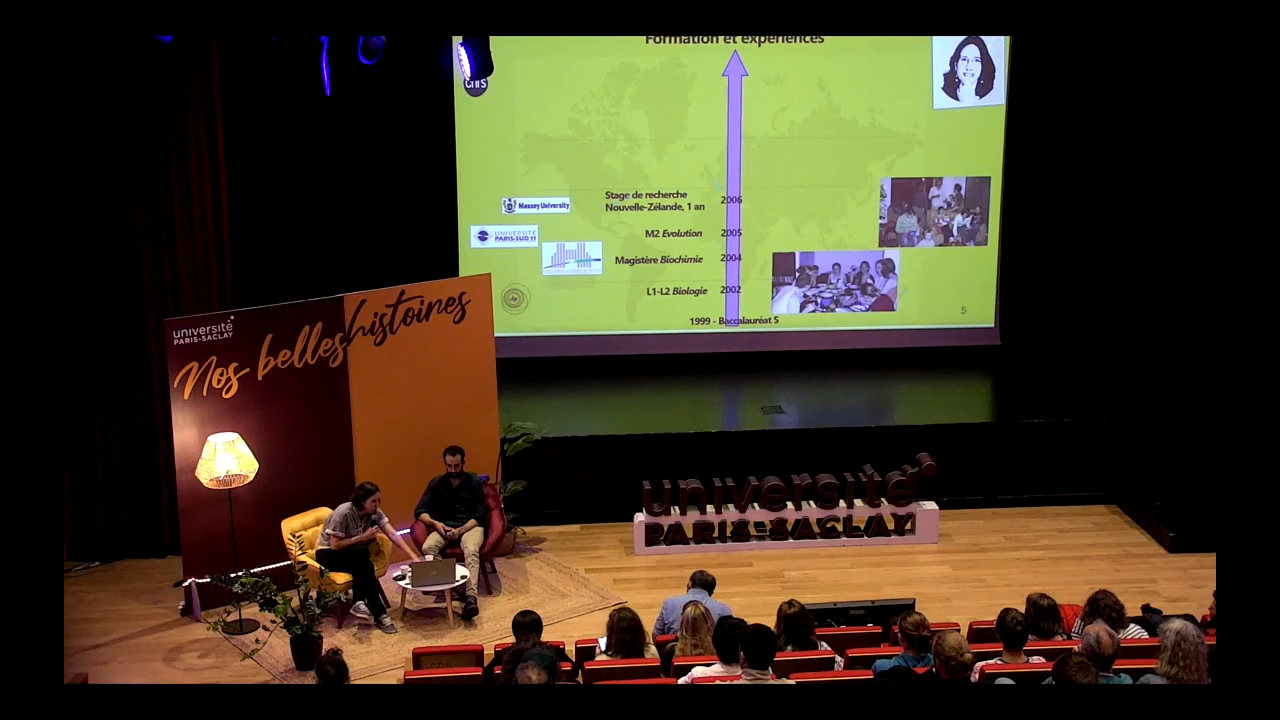 Formation et expériences
cnrs
Stage de recherche
Nouvelle-Zélande, 1 an
2006
Massey University
M2 Evolution
2005
UNIVERSITÉ
PARIS-SUD 11
Magistère Biochimie
2004
L1-L2 Biologie
2002
1999 - Baccalauréat S
5
université
PARIS-SACLAY
Nos belles histoires
université
PARIS-SACLAY